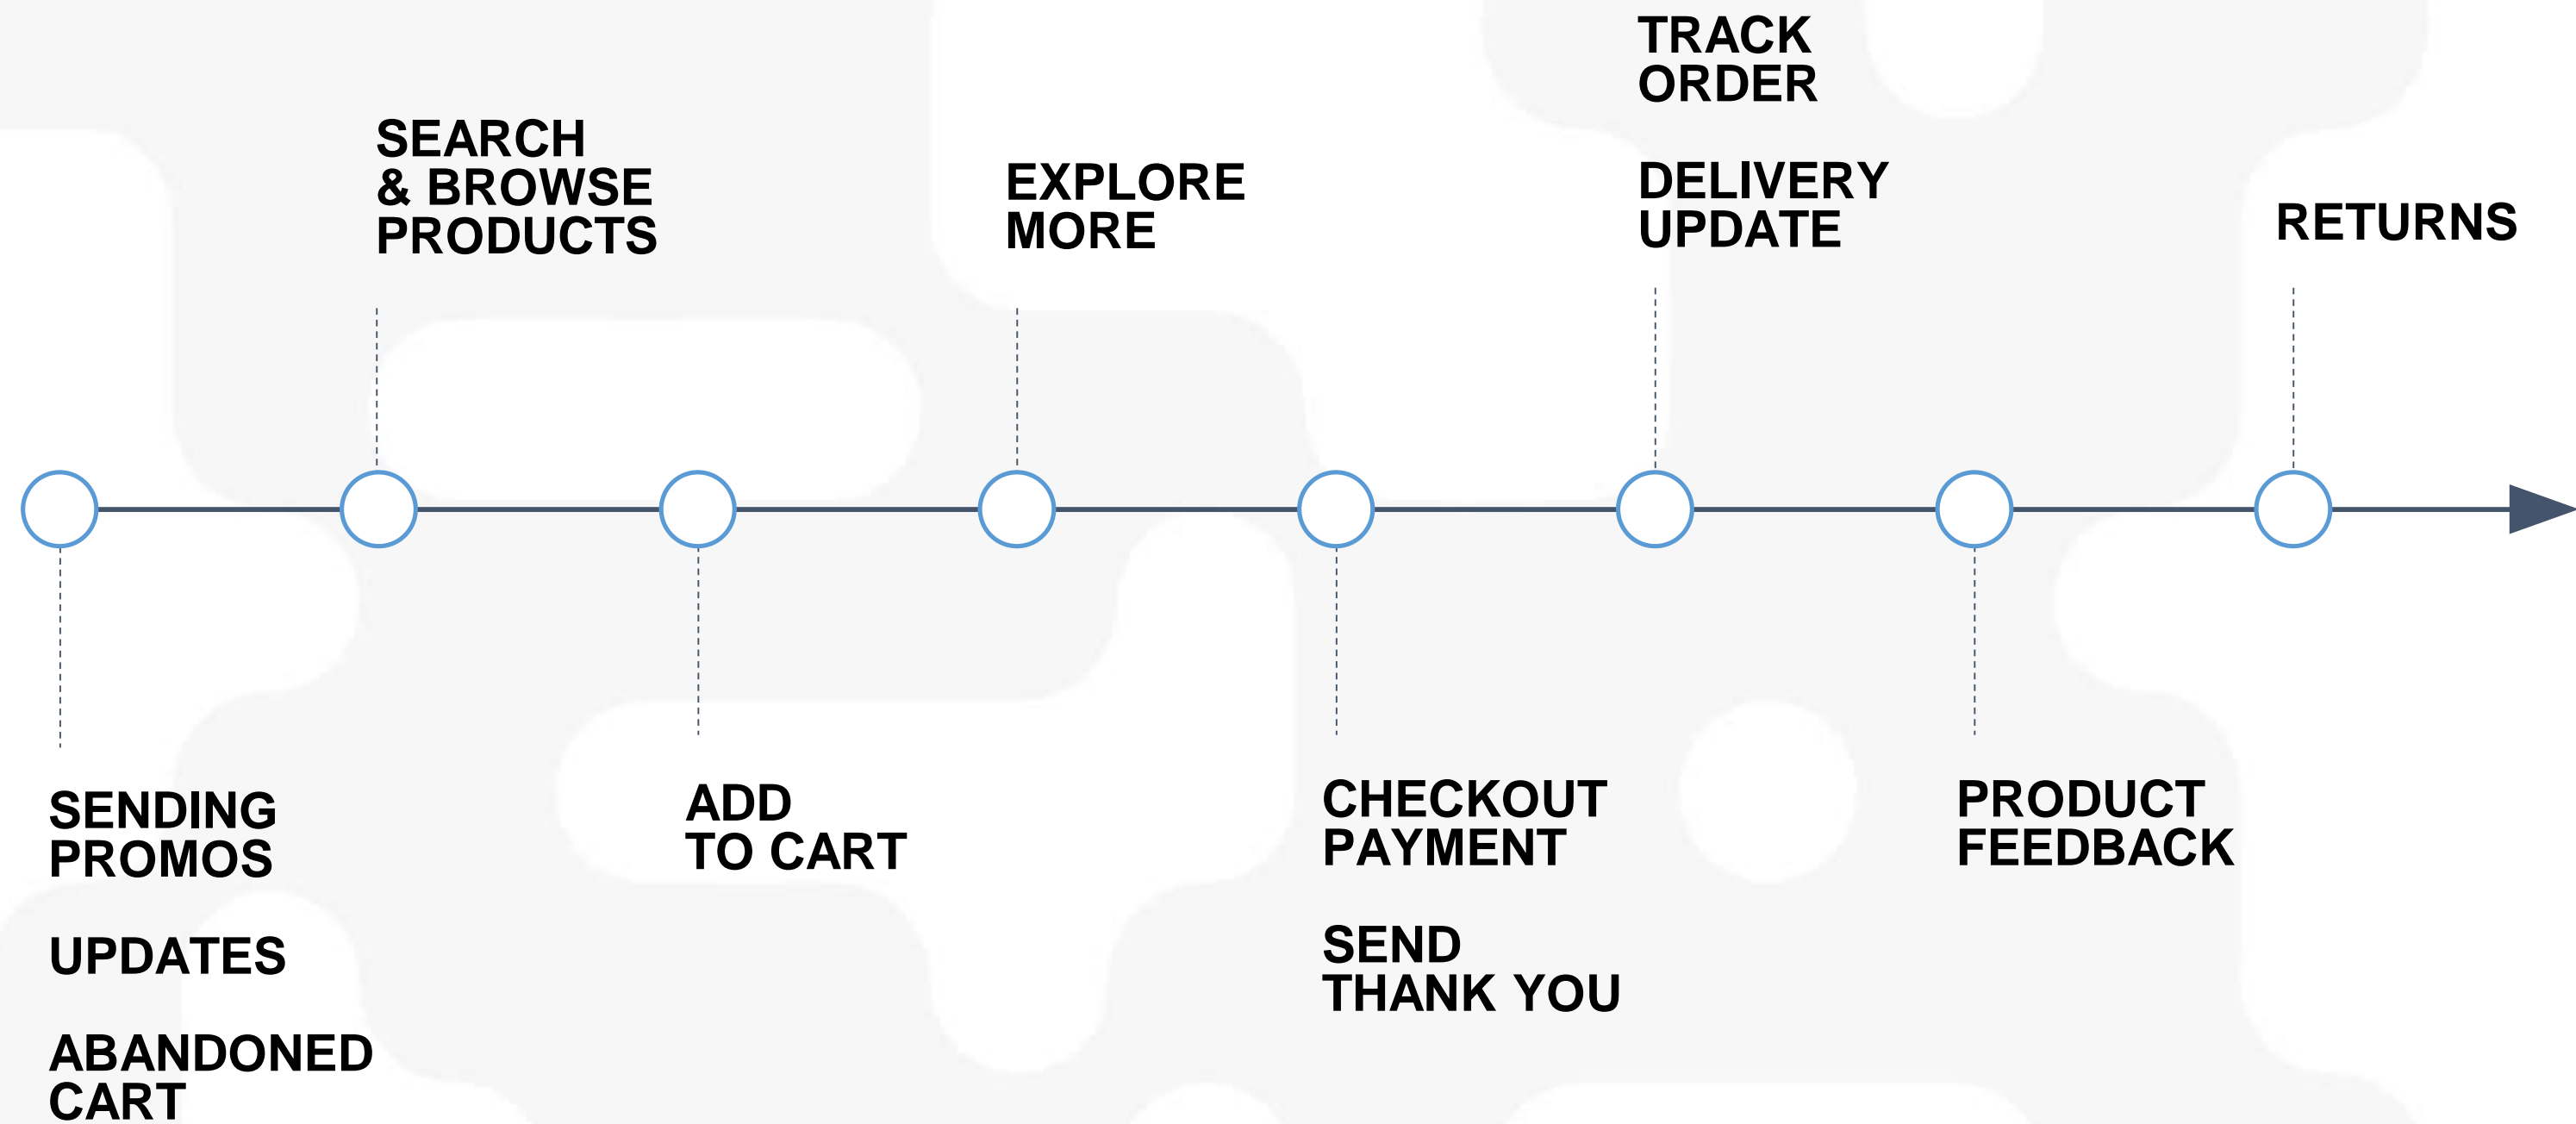 SENDING
PROMOS
UPDATES
ABANDONED
CART
SEARCH
& BROWSE
PRODUCTS
ADD
TO CART
EXPLORE
MORE
CHECKOUT
PAYMENT
SEND
THANK YOU
TRACK
ORDER
DELIVERY
UPDATE
PRODUCT
FEEDBACK
RETURNS